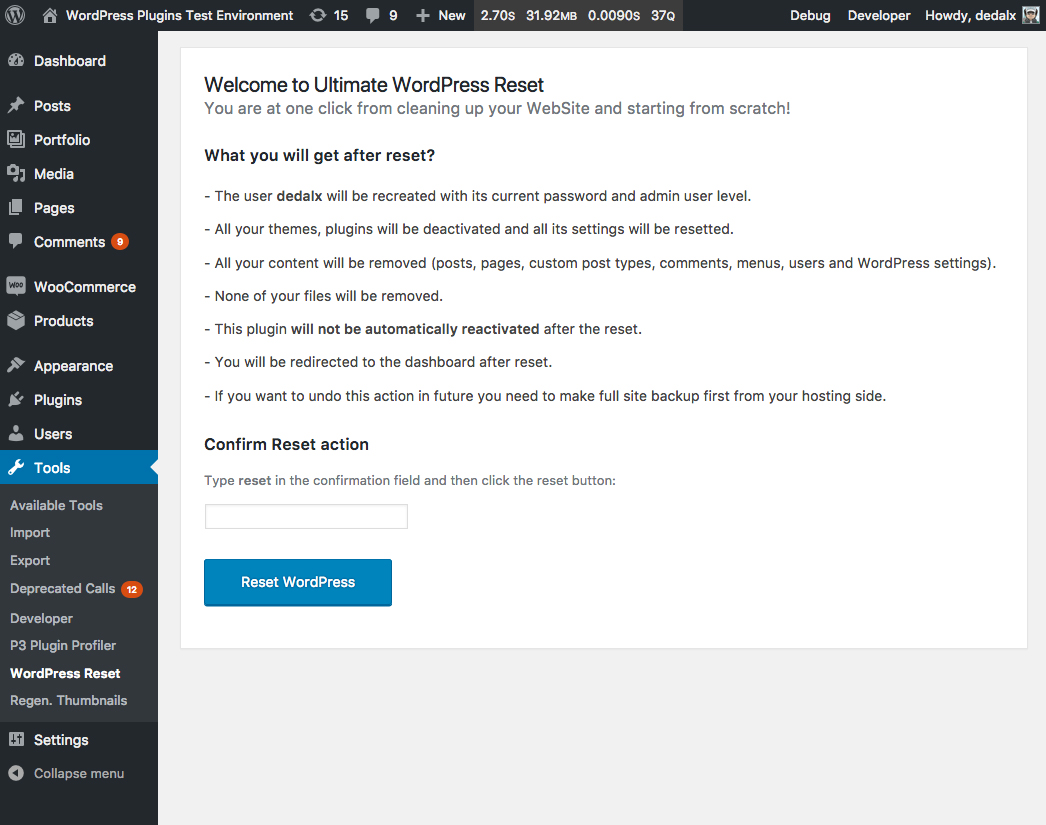 WordPress Plugins Test Environment 15 9 New 2.70S 31.92MB 0.0090S 37Q Debug Developer Howdy, dedalx
Dashboard
Posts
Portfolio
Media
Pages
Comments 9
WOO WooCommerce
Products
Appearance
Plugins
Users
Tools
Available Tools
Import
Export
Deprecated Calls 12
Developer
P3 Plugin Profiler
WordPress Reset
Regen. Thumbnails
Settings
Collapse menu
Welcome to Ultimate WordPress Reset
You are at one click from cleaning up your WebSite and starting from scratch!
What you will get after reset?
- The user dedalx will be recreated with its current password and admin user level.
- All your themes, plugins will be deactivated and all its settings will be resetted.
- All your content will be removed (posts, pages, custom post types, comments, menus, users and WordPress settings).
- None of your files will be removed.
- This plugin will not be automatically reactivated after the reset.
- You will be redirected to the dashboard after reset.
- If you want to undo this action in future you need to make full site backup first from your hosting side.
Confirm Reset action
Type reset in the confirmation field and then click the reset button:
Reset WordPress